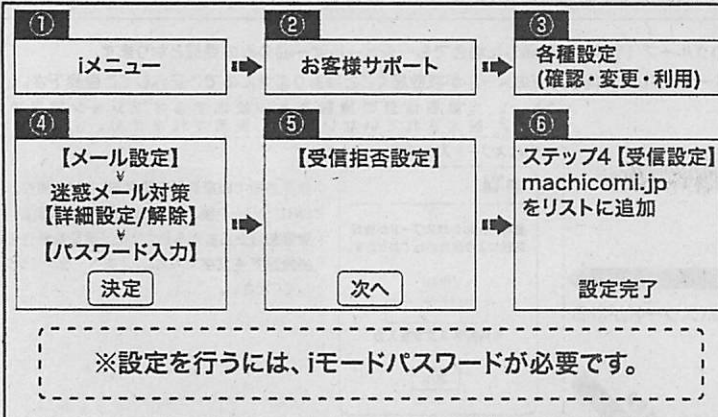 ①
iメニュー
②
お客様サポート
③
各種設定
(確認・変更・利用)
④
【メール設定】
迷惑メール対策
【詳細設定/解除】
【パスワード入力】
決定
⑤
【受信拒否設定】
次へ
⑥
ステップ4【受信設定】
machicomi.jp
をリストに追加
設定完了
※設定を行うには、iモードパスワードが必要です。